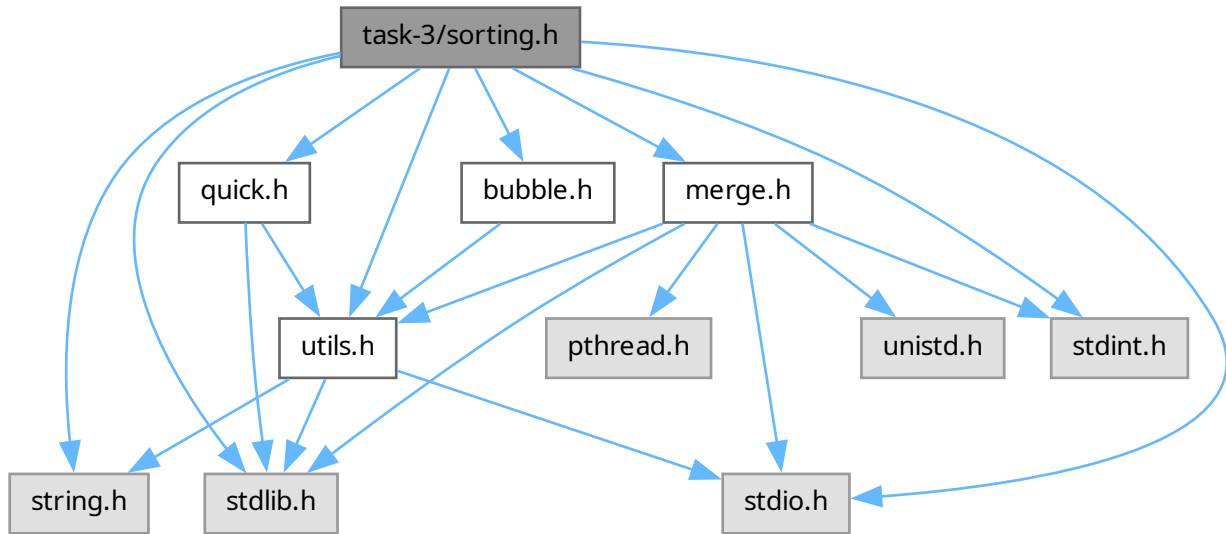 task-3/sorting.h
quick.h
bubble.h
merge.h
utils.h
pthread.h
unistd.h
stdint.h
string.h
stdlib.h
stdio.h